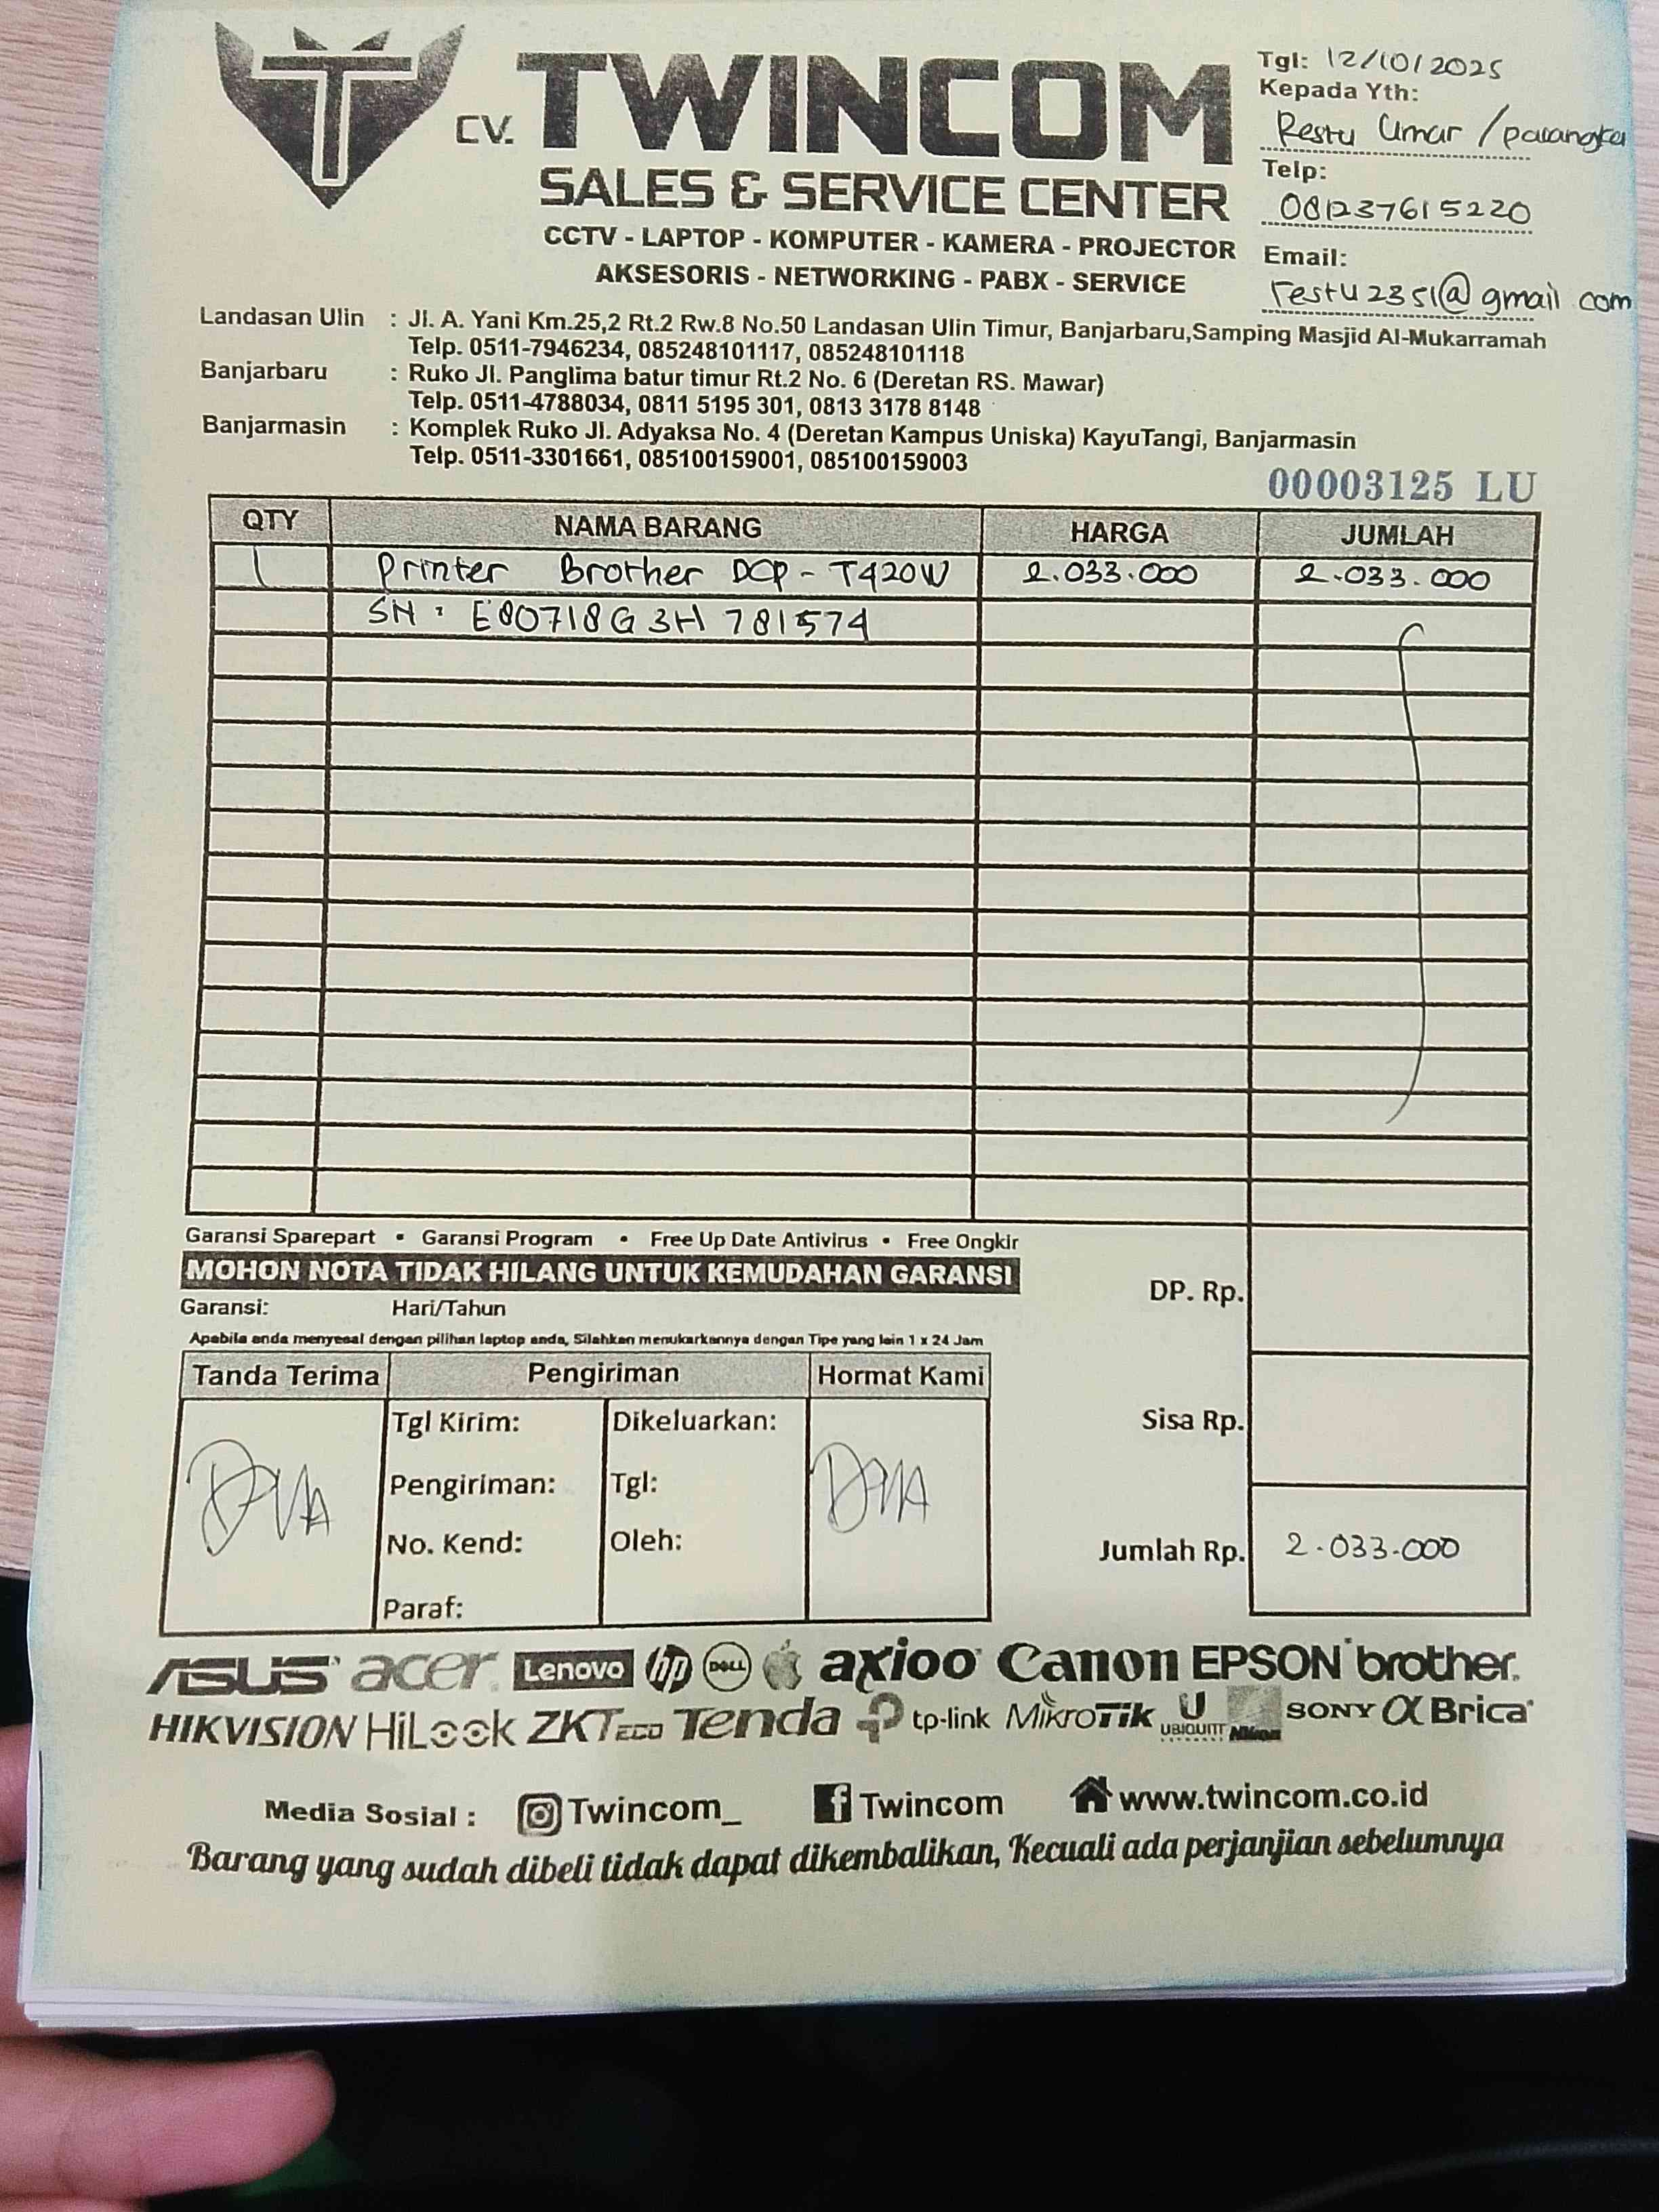 CV. TWINCOM
SALES & SERVICE CENTER
CCTV - LAPTOP - KOMPUTER - KAMERA - PROJECTOR
AKSESORIS - NETWORKING - PABX - SERVICE
Tgl: 12/10/2025
Kepada Yth:
Restu Umar /
Telp:
081237615220
Email:
restu2351@gmail.com
Landasan Ulin : Jl. A. Yani Km.25,2 Rt.2 Rw.8 No.50 Landasan Ulin Timur, Banjarbaru,Samping Masjid Al-Mukarramah
Telp. 0511-7946234, 085248101117, 085248101118
Banjarbaru : Ruko Jl. Panglima batur timur Rt.2 No. 6 (Deretan RS. Mawar)
Telp. 0511-4788034, 0811 5195 301, 0813 3178 8148
Banjarmasin : Komplek Ruko Jl. Adyaksa No. 4 (Deretan Kampus Uniska) KayuTangi, Banjarmasin
Telp. 0511-3301661, 085100159001, 085100159003
00003125 LU
QTY NAMA BARANG HARGA JUMLAH
1 Printer Brother DCP-T420W 2.033.000 2.033.000
SN : E80718G3H781574
Garansi Sparepart • Garansi Program • Free Up Date Antivirus • Free Ongkir
MOHON NOTA TIDAK HILANG UNTUK KEMUDAHAN GARANSI
Garansi: Hari/Tahun
Apabila anda menyesal dengan pilihan laptop anda, Silahkan menukarkannya dengan Tipe yang lain 1 x 24 Jam
DP. Rp.
Tanda Terima Pengiriman Hormat Kami
Tgl Kirim: Dikeluarkan:
Sisa Rp.
Pengiriman: Tgl:
No. Kend: Oleh:
Jumlah Rp. 2.033.000
Paraf:
ASUS acer Lenovo hp DELL axioo Canon EPSON brother
HIKVISION HiLook ZKTeco Tenda tp-link MikroTik U UBIQUITI Nikon SONY α Brica
Media Sosial : Twincom_ Twincom www.twincom.co.id
Barang yang sudah dibeli tidak dapat dikembalikan, Kecuali ada perjanjian sebelumnya